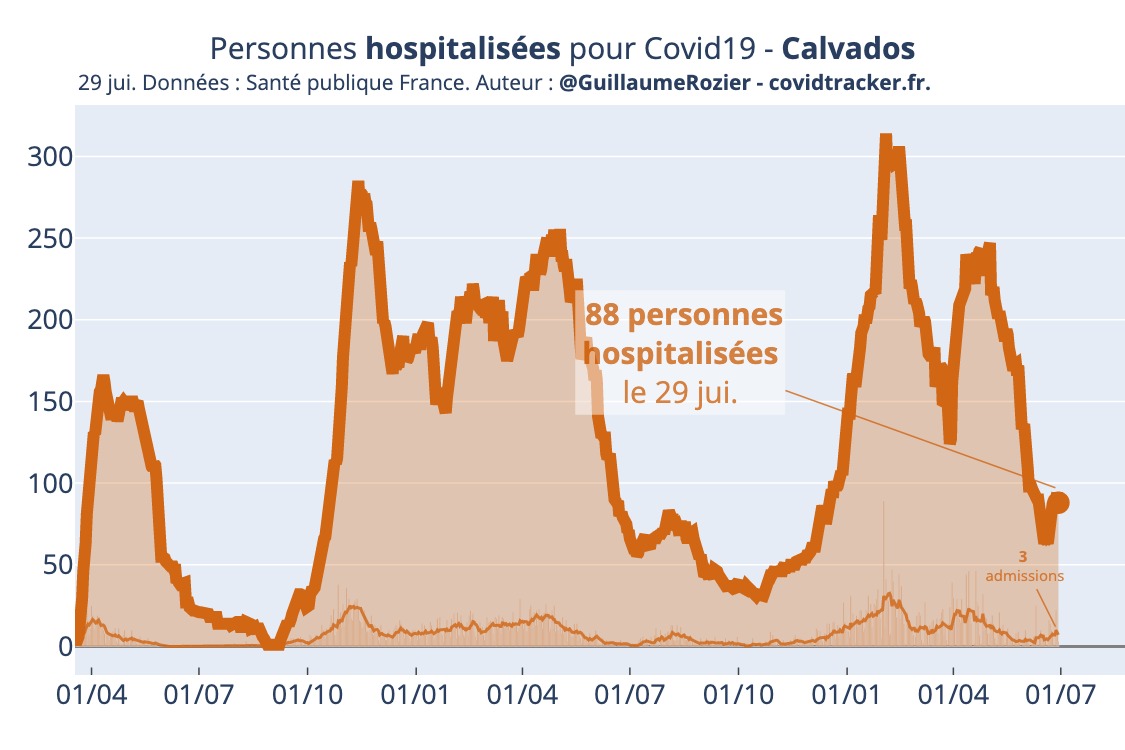 Personnes hospitalisées pour Covid19 - Calvados
29 jui. Données : Santé publique France. Auteur : @GuillaumeRozier - covidtracker.fr.
300
250
200
150
100
50
0
88 personnes
hospitalisées
le 29 jui.
3
admissions
01/04 01/07 01/10 01/01 01/04 01/07 01/10 01/01 01/04 01/07